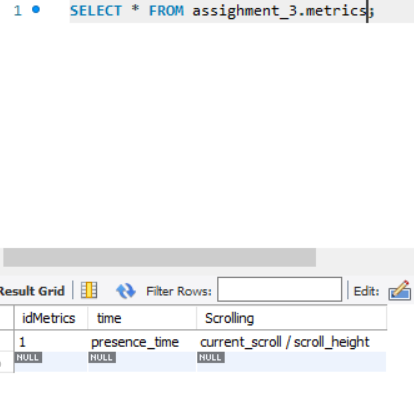 1 SELECT * FROM assighment_3.metrics;
Result Grid Filter Rows: Edit:
idMetrics time Scrolling
1 presence_time current_scroll / scroll_height
NULL NULL NULL